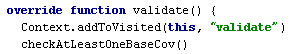 override function validate() {
Context.addToVisited(this, "validate")
checkAtLeastOneBaseCov()